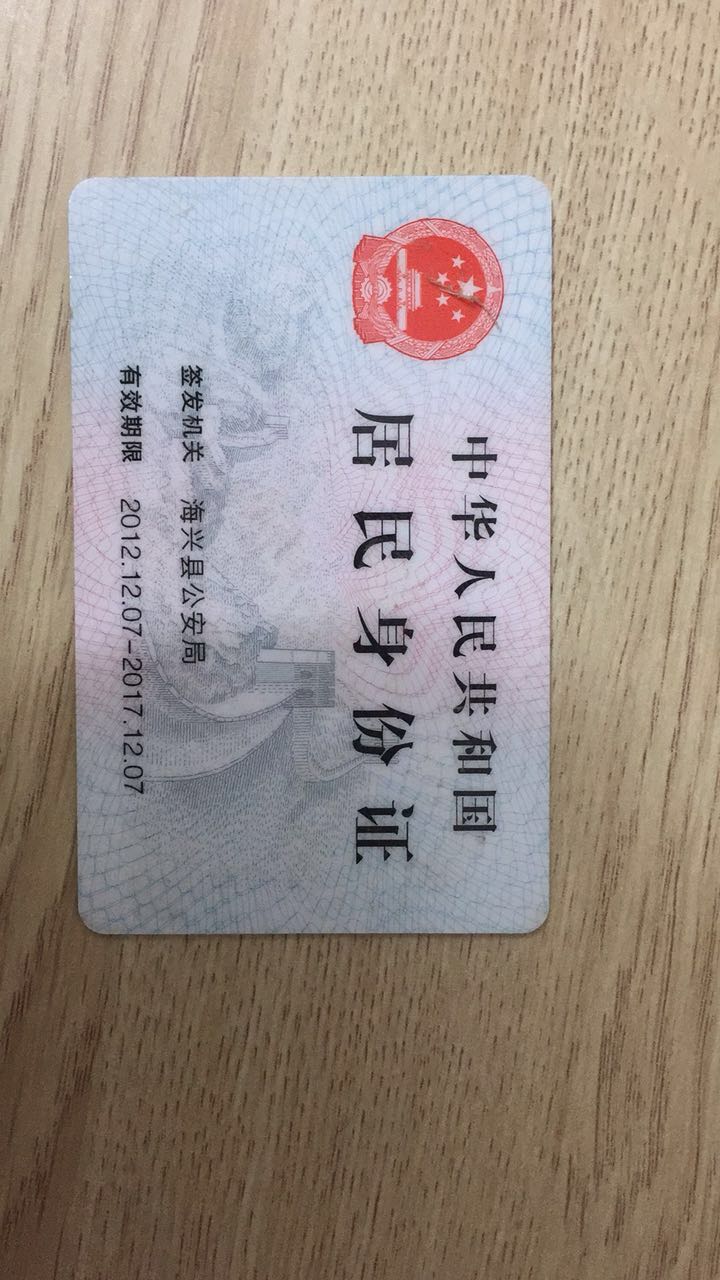 中华人民共和国
居民身份证
签发机关 海兴县公安局
有效期限 2012.12.07-2017.12.07